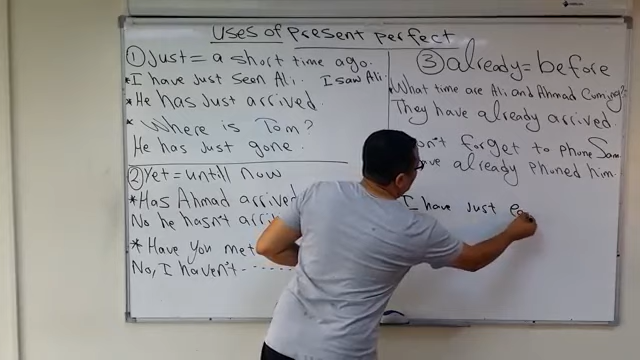 Uses of present perfect
① Just = a short time ago.
* I have just seen Ali. I saw Ali.
* He has just arrived.
* Where is Tom?
He has just gone.
② Yet = untill now
* Has Ahmad arrived
No he hasn't
* Have you met
No, I haven't - - - - - - -
③ already = before
What time are Ali and Ahmad Cuming?
They have already arrived.
forget to phone Sam
already phoned him.
I have just